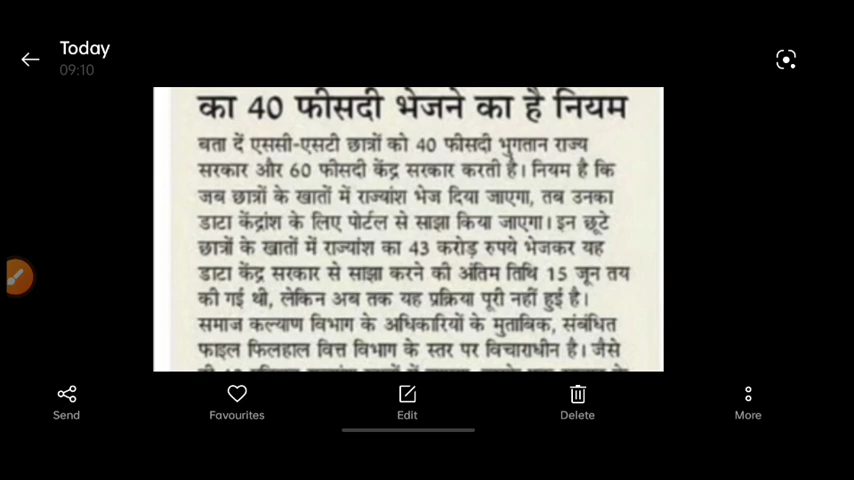 Today
09:10
का 40 फीसदी भेजने का है नियम
बता दें एससी-एसटी छात्रों को 40 फीसदी भुगतान राज्य
सरकार और 60 फीसदी केंद्र सरकार करती है। नियम है कि
जब छात्रों के खातों में राज्यांश भेज दिया जाएगा, तब उनका
डाटा केंद्रांश के लिए पोर्टल से साझा किया जाएगा। इन छूटे
छात्रों के खातों में राज्यांश का 43 करोड़ रुपये भेजकर यह
डाटा केंद्र सरकार से साझा करने की अंतिम तिथि 15 जून तय
की गई थी, लेकिन अब तक यह प्रक्रिया पूरी नहीं हुई है।
समाज कल्याण विभाग के अधिकारियों के मुताबिक, संबंधित
फाइल फिलहाल वित्त विभाग के स्तर पर विचाराधीन है। जैसे
Send
Favourites
Edit
Delete
More